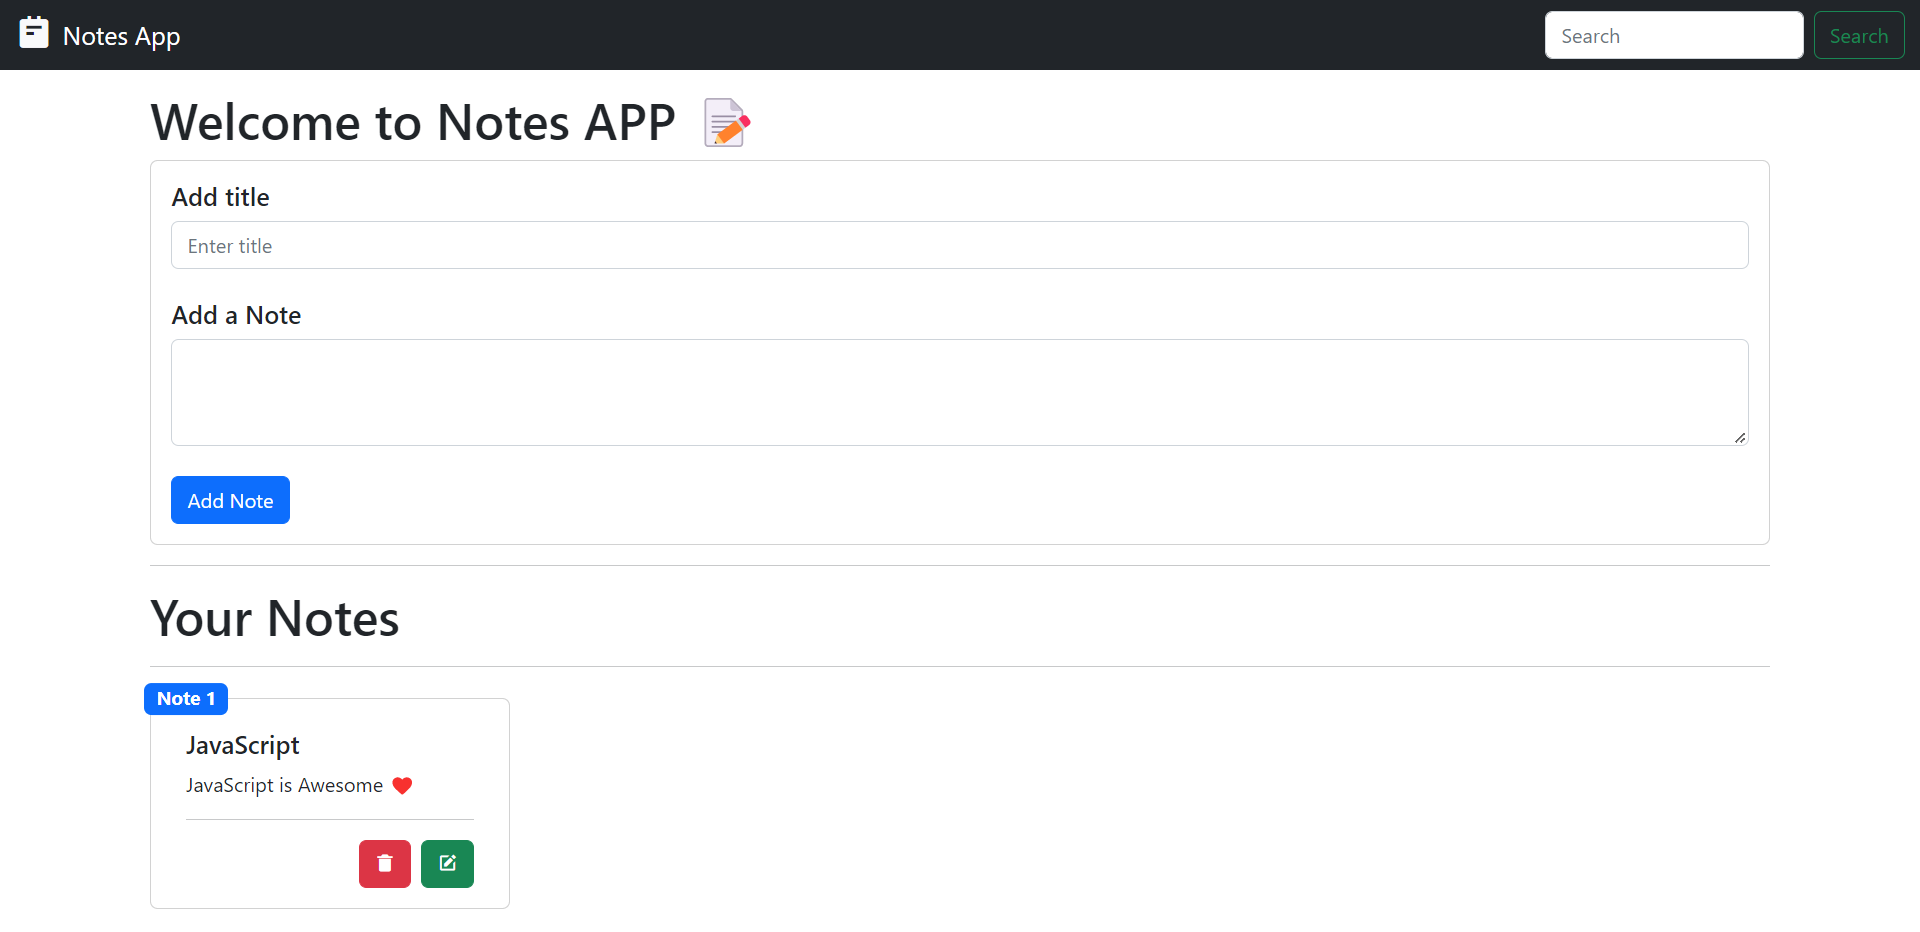 Notes App
Search
Search
Welcome to Notes APP 📝
Add title
Enter title
Add a Note
Add Note
Your Notes
Note 1
JavaScript
JavaScript is Awesome ❤️